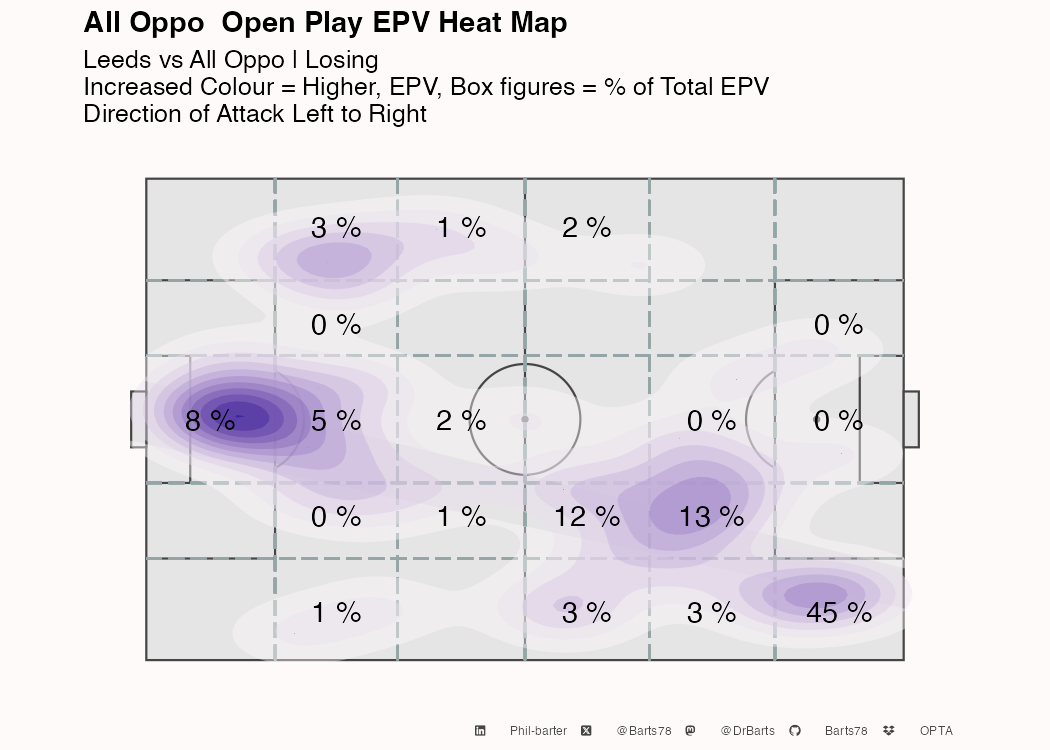 All Oppo  Open Play EPV Heat Map
Leeds vs All Oppo | Losing
Increased Colour = Higher, EPV, Box figures = % of Total EPV
Direction of Attack Left to Right
3 % 1 % 2 %
0 % 0 %
8 % 5 % 2 % 0 % 0 %
0 % 1 % 12 % 13 %
1 % 3 % 3 % 45 %
Phil-barter @Barts78 @DrBarts Barts78 OPTA